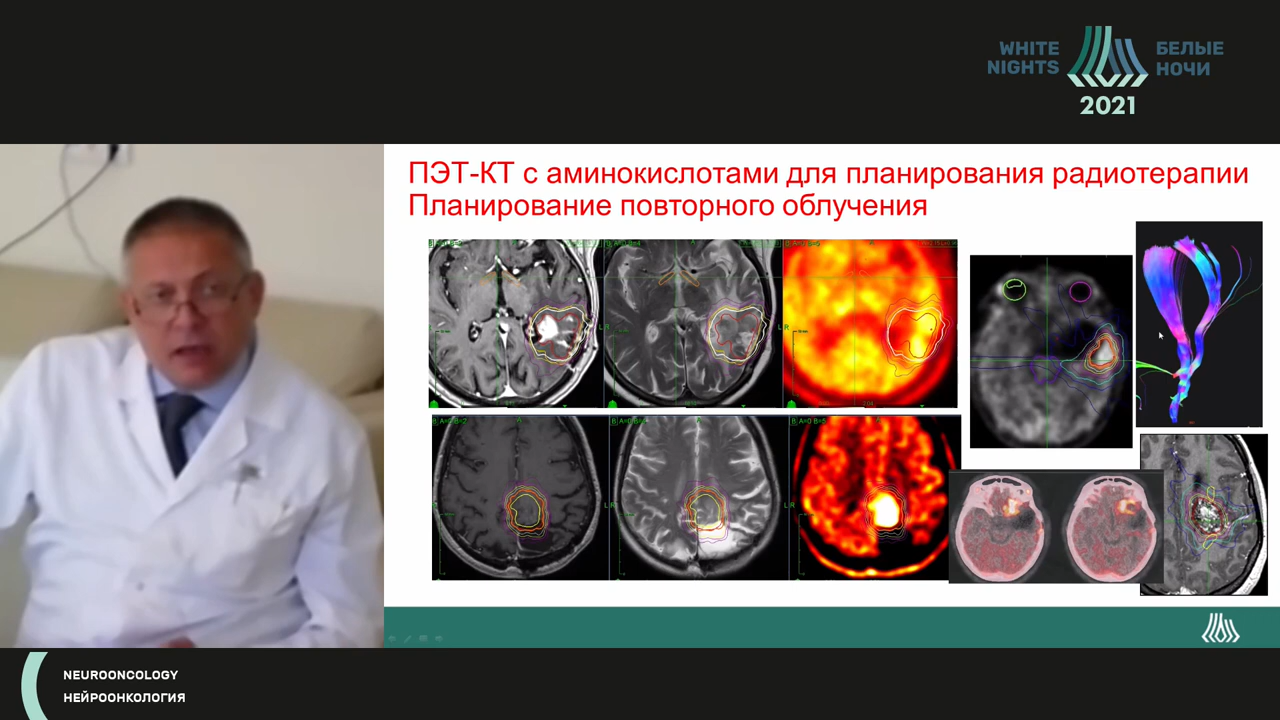 WHITE
NIGHTS
БЕЛЫЕ
НОЧИ
2021
ПЭТ-КТ с аминокислотами для планирования радиотерапии
Планирование повторного облучения
NEUROONCOLOGY
НЕЙРООНКОЛОГИЯ